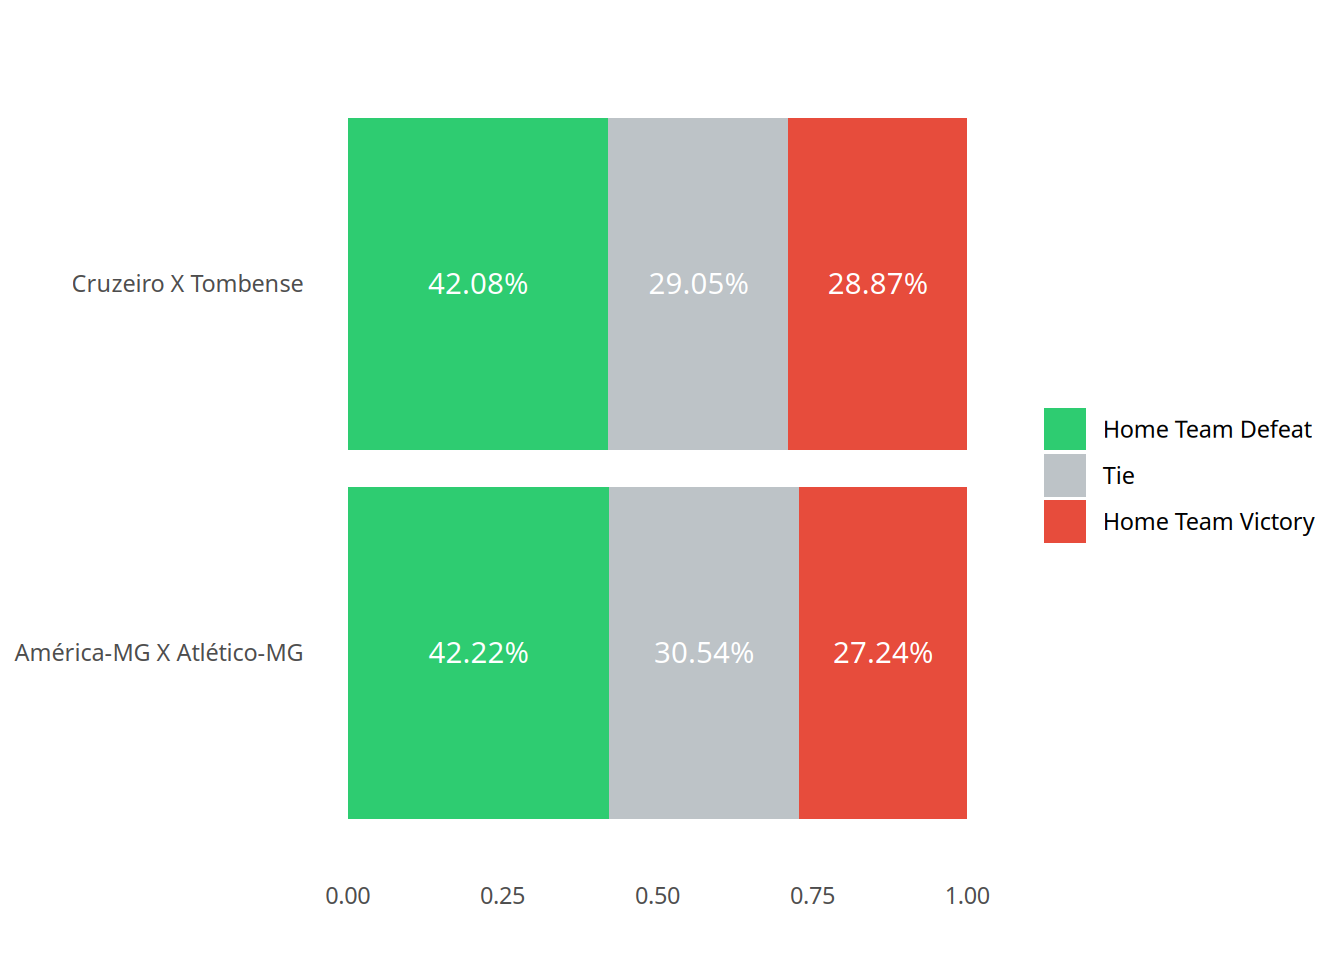 Cruzeiro X Tombense
42.08%
29.05%
28.87%
Home Team Defeat
Tie
Home Team Victory
América-MG X Atlético-MG
42.22%
30.54%
27.24%
0.00
0.25
0.50
0.75
1.00